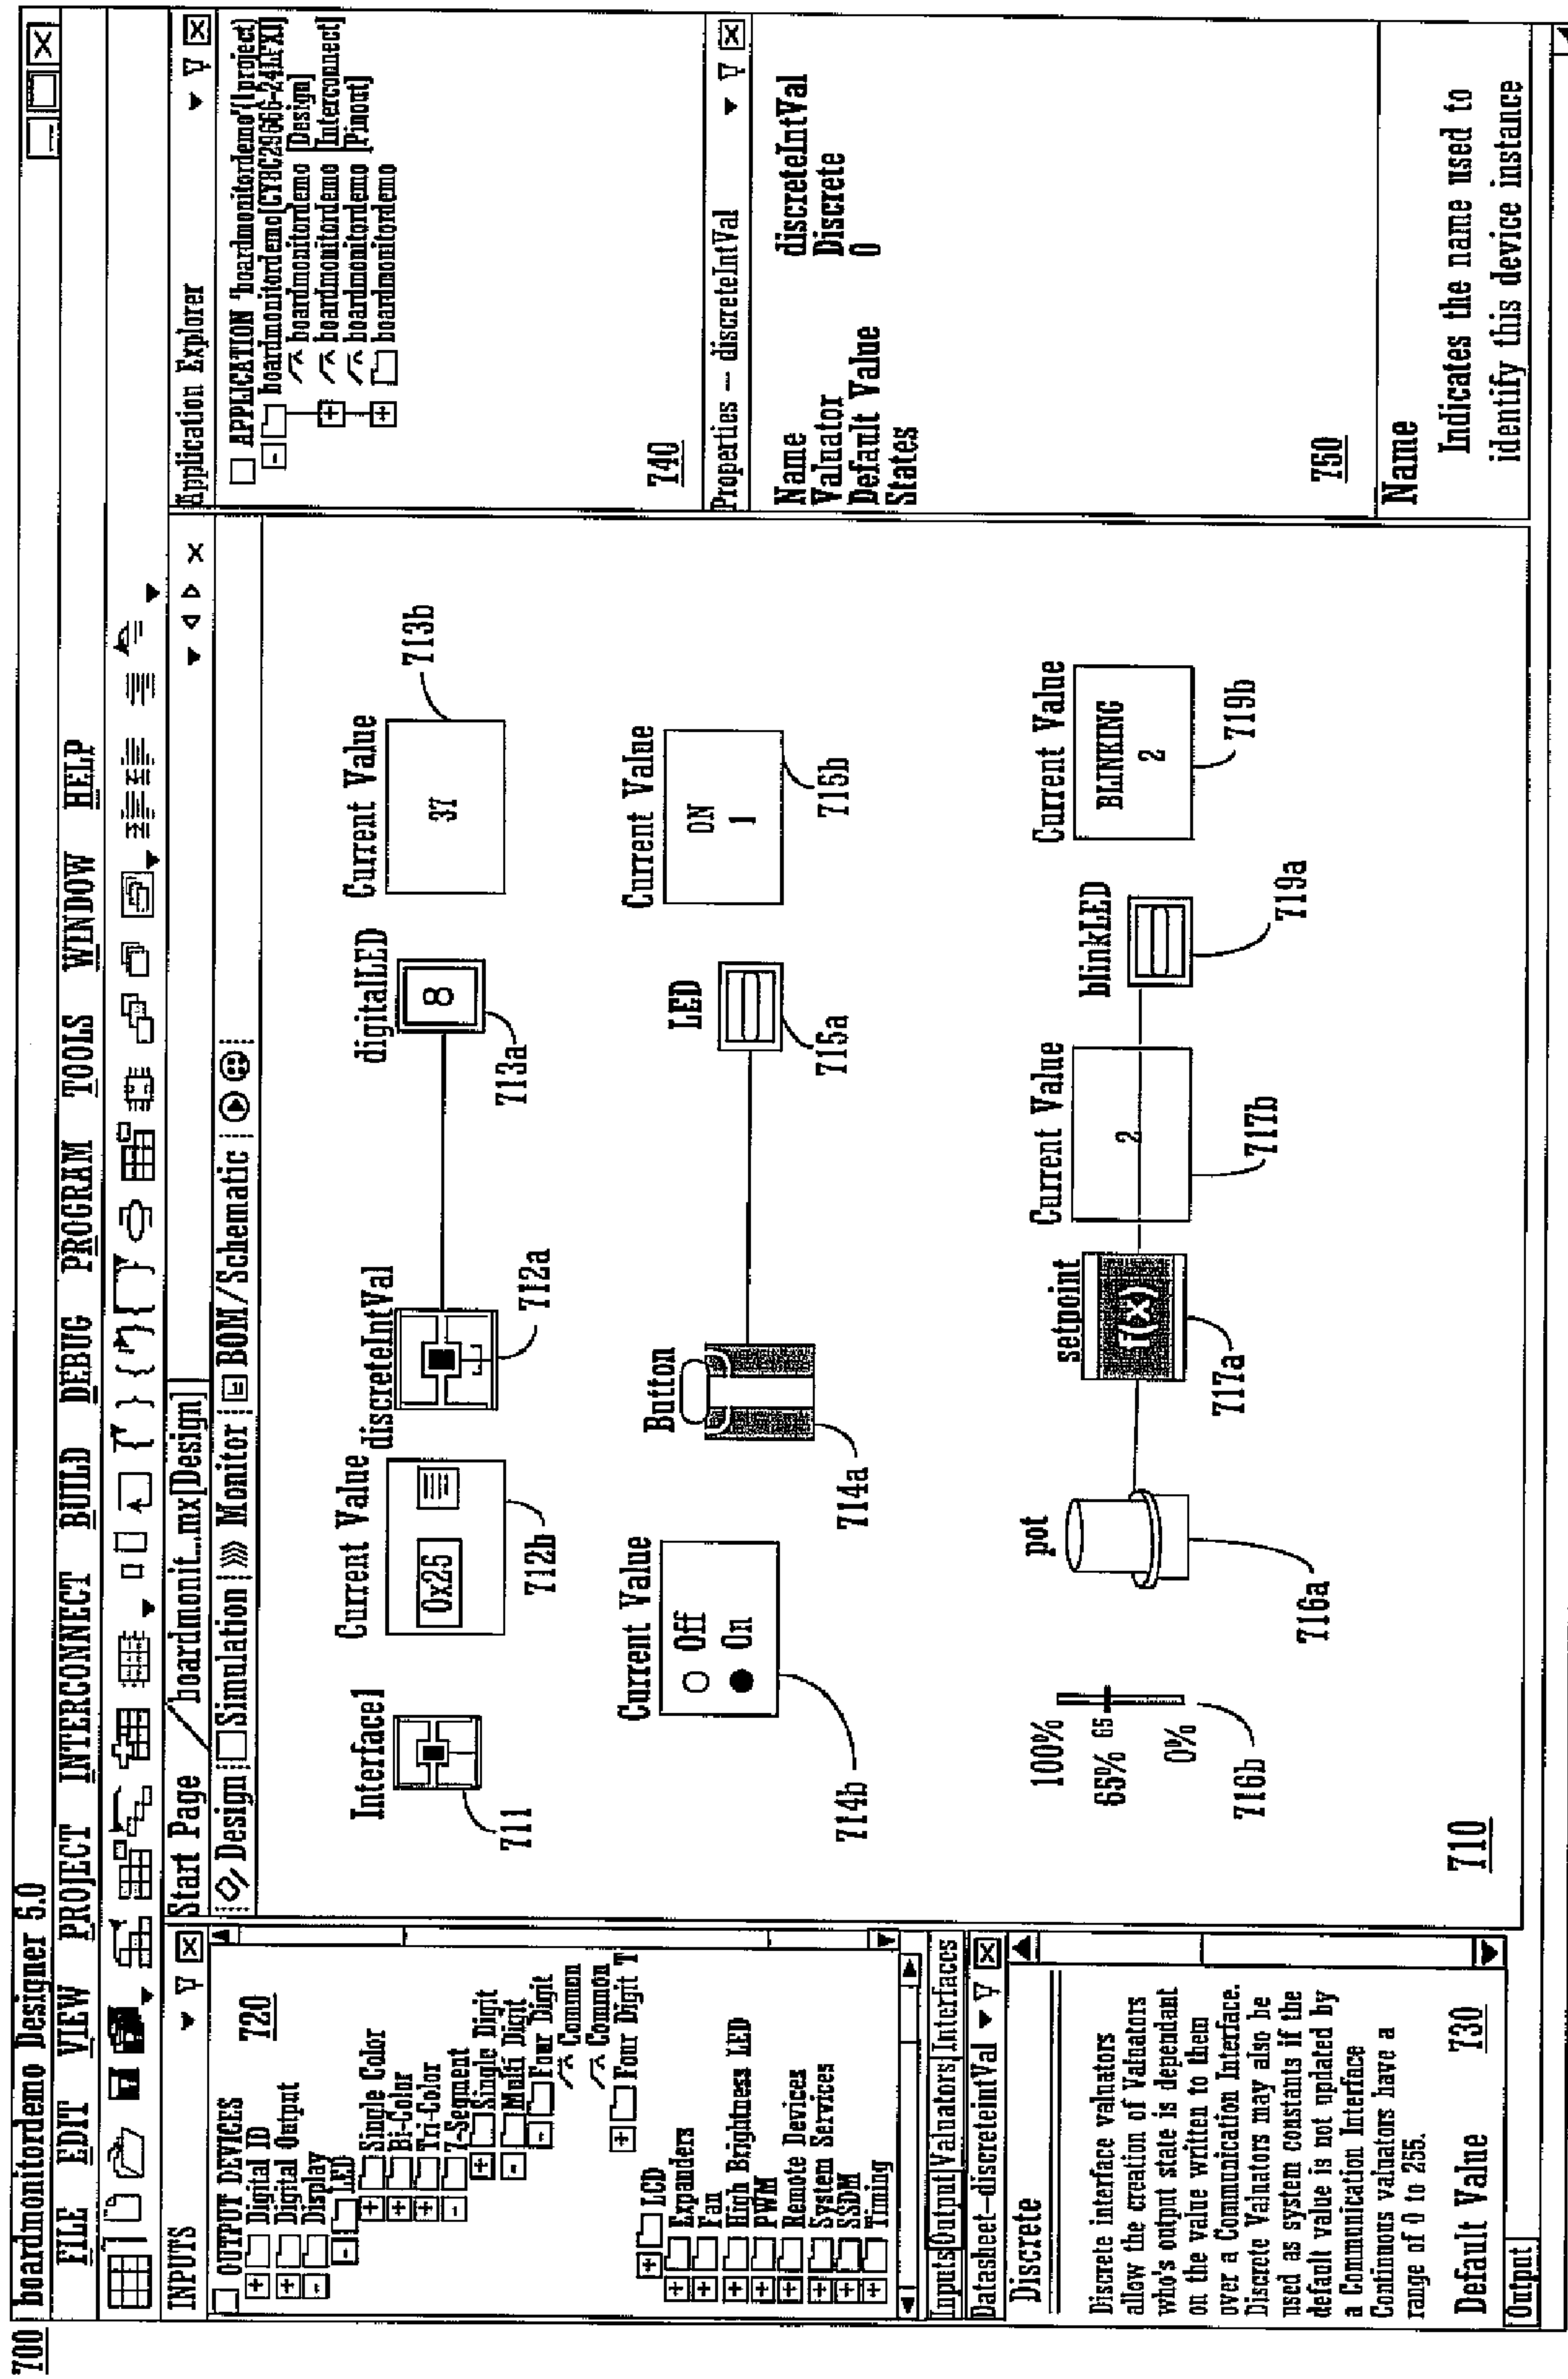 700
boardmonitordemo Designer 5.0
FILE EDIT VIEW PROJECT INTERCONNECT BUILD DEBUG PROGRAM TOOLS WINDOW HELP
INPUTS
OUTPUT DEVICES
720
Digital IO
Digital Output
Display
LED
Single Color
Bi-Color
Tri-Color
7-Segment
Single Digit
Multi Digit
Four Digit
Common
Common
Four Digit T
LCD
Expanders
Fan
High Brightness LED
PWM
Remote Devices
System Services
SSDM
Timing
Inputs Output Valuators Interfaces
Datasheet-discreteintVal
Discrete
Discrete interface valuators
allow the creation of Valuators
who's output state is dependant
on the value written to them
over a Communication Interface.
Discrete Valuators may also be
used as system constants if the
default value is not updated by
a Communication Interface
Continuous valuators have a
range of 0 to 255.
Default Value
730
Output
Start Page
boardmonit...mx[Design]
Design Simulation Monitor BOM/Schematic
Interface1
711
Current Value
0x25
712b
discreteIntVal
712a
digitalLED
8
713a
Current Value
37
713b
Current Value
Off
On
714b
Button
714a
LED
715a
Current Value
ON
1
715b
100%
65% 65
0%
716b
pot
716a
setpoint
f(x)
717a
Current Value
2
717b
blinkLED
719a
Current Value
BLINKING
2
719b
710
Application Explorer
APPLICATION 'boardmonitordemo'(1project)
boardmonitordemo
boardmonitordemo [Design]
boardmonitordemo [Interconnect]
boardmonitordemo [Pinout]
boardmonitordemo
740
Properties — discreteIntVal
Name discreteIntVal
Valuator Discrete
Default Value 0
States
750
Name
Indicates the name used to
identify this device instance